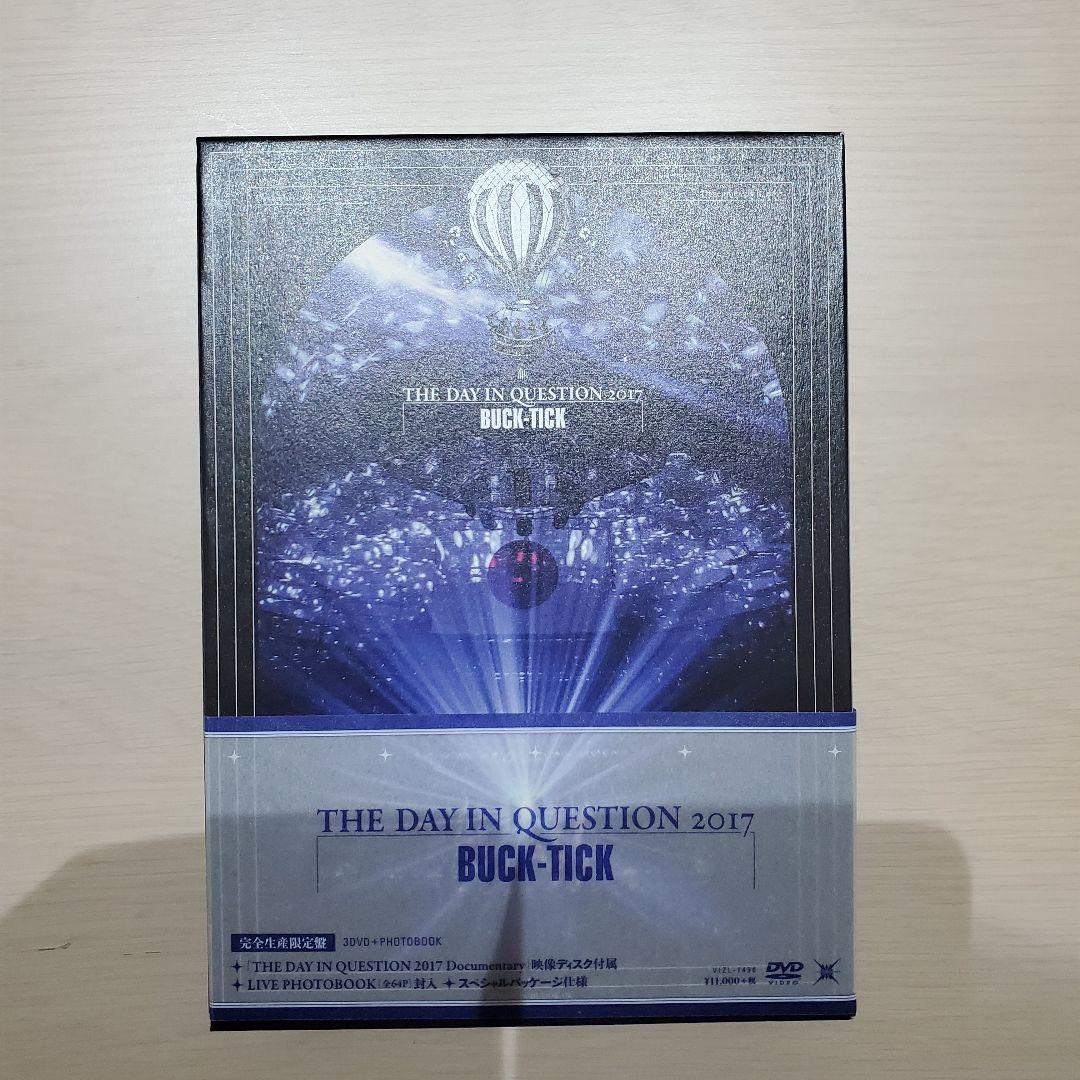 THE DAY IN QUESTION 2017
BUCK-TICK
THE DAY IN QUESTION 2017
BUCK-TICK
完全生産限定盤 3DVD+PHOTOBOOK
✦「THE DAY IN QUESTION 2017 Documentary」映像ディスク付属
✦ LIVE PHOTOBOOK[全64P]封入 ✦ スペシャルパッケージ仕様
¥11,000+税
DVD
VIDEO